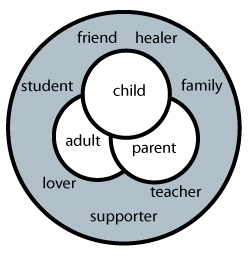 friend healer
student family
child
adult parent
lover teacher
supporter